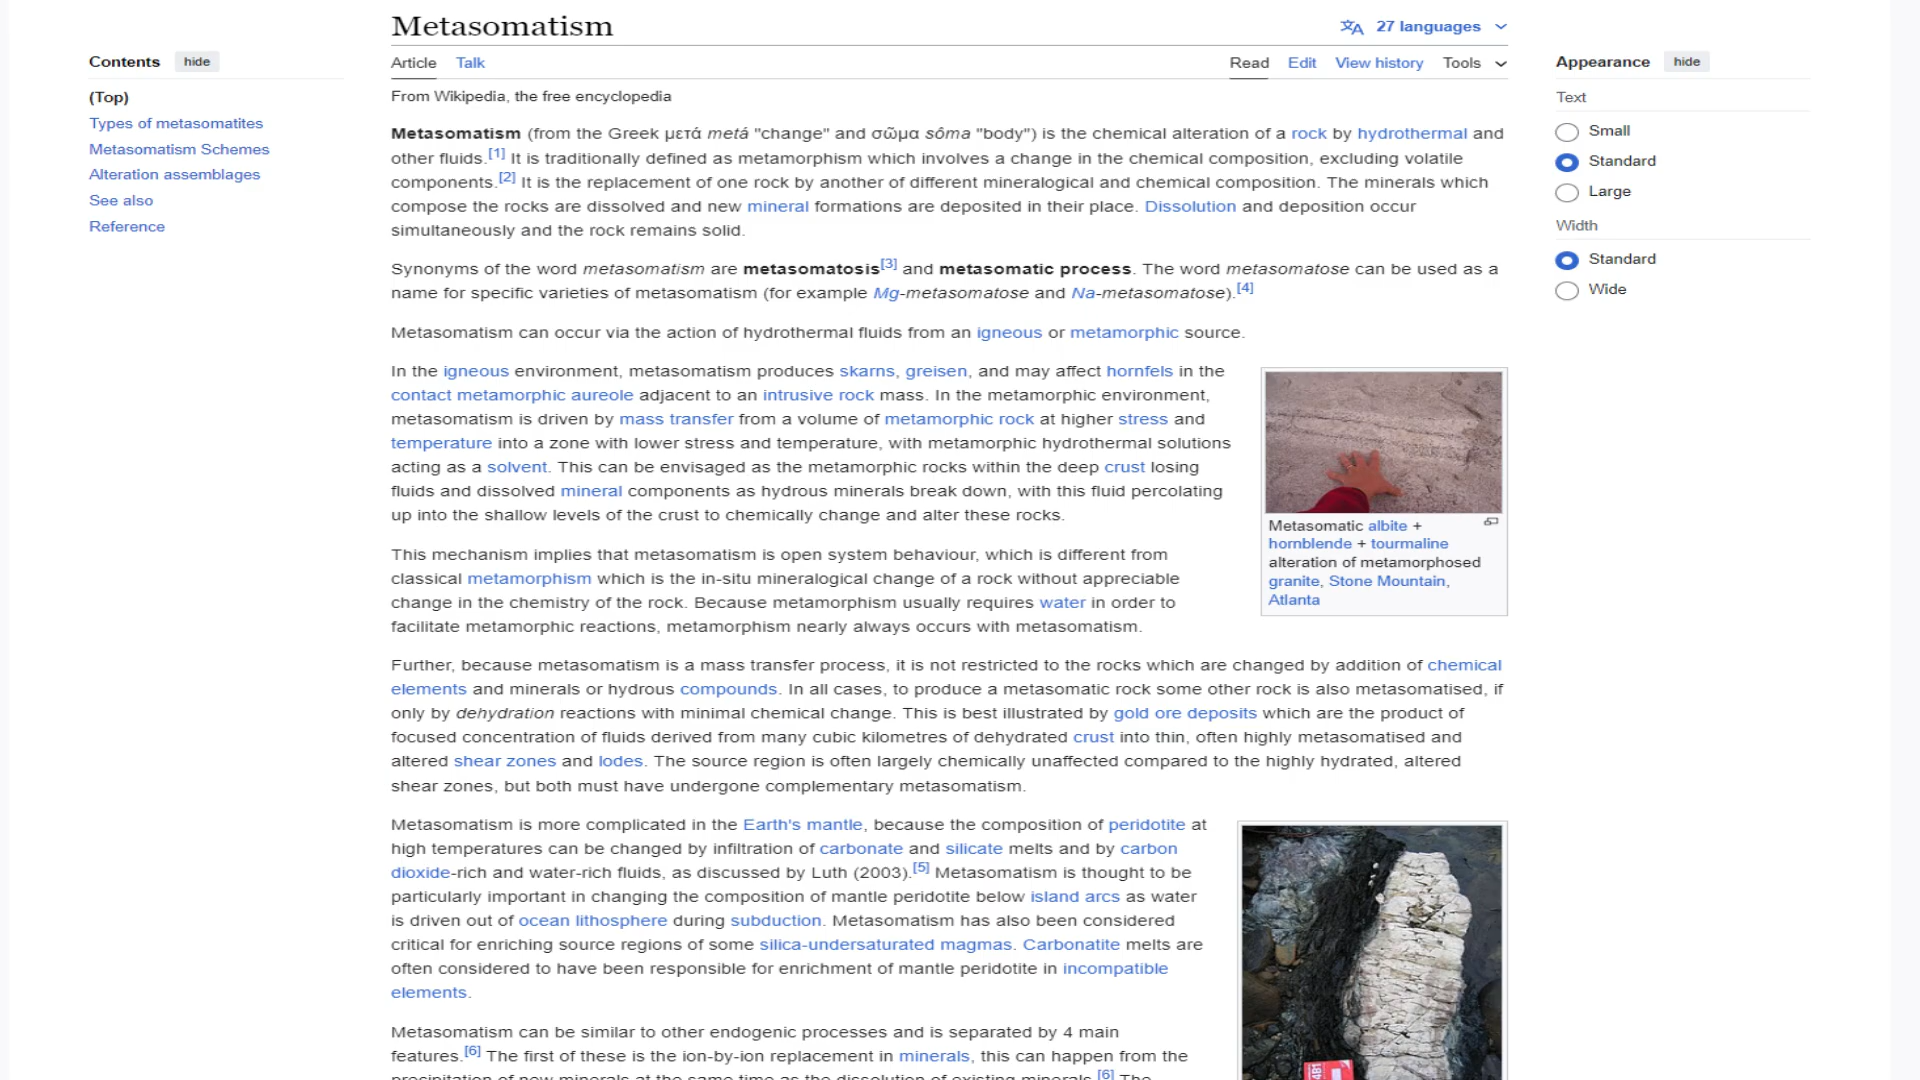 Metasomatism
27 languages
Contents hide
Article Talk
Read Edit View history Tools
Appearance hide
(Top)
Types of metasomatites
Metasomatism Schemes
Alteration assemblages
See also
Reference
From Wikipedia, the free encyclopedia
Metasomatism (from the Greek μετά metá "change" and σῶμα sôma "body") is the chemical alteration of a rock by hydrothermal and
other fluids.[1] It is traditionally defined as metamorphism which involves a change in the chemical composition, excluding volatile
components.[2] It is the replacement of one rock by another of different mineralogical and chemical composition. The minerals which
compose the rocks are dissolved and new mineral formations are deposited in their place. Dissolution and deposition occur
simultaneously and the rock remains solid.
Synonyms of the word metasomatism are metasomatosis[3] and metasomatic process. The word metasomatose can be used as a
name for specific varieties of metasomatism (for example Mg-metasomatose and Na-metasomatose).[4]
Metasomatism can occur via the action of hydrothermal fluids from an igneous or metamorphic source.
In the igneous environment, metasomatism produces skarns, greisen, and may affect hornfels in the
contact metamorphic aureole adjacent to an intrusive rock mass. In the metamorphic environment,
metasomatism is driven by mass transfer from a volume of metamorphic rock at higher stress and
temperature into a zone with lower stress and temperature, with metamorphic hydrothermal solutions
acting as a solvent. This can be envisaged as the metamorphic rocks within the deep crust losing
fluids and dissolved mineral components as hydrous minerals break down, with this fluid percolating
up into the shallow levels of the crust to chemically change and alter these rocks.
Metasomatic albite +
hornblende + tourmaline
alteration of metamorphosed
granite, Stone Mountain,
Atlanta
This mechanism implies that metasomatism is open system behaviour, which is different from
classical metamorphism which is the in-situ mineralogical change of a rock without appreciable
change in the chemistry of the rock. Because metamorphism usually requires water in order to
facilitate metamorphic reactions, metamorphism nearly always occurs with metasomatism.
Further, because metasomatism is a mass transfer process, it is not restricted to the rocks which are changed by addition of chemical
elements and minerals or hydrous compounds. In all cases, to produce a metasomatic rock some other rock is also metasomatised, if
only by dehydration reactions with minimal chemical change. This is best illustrated by gold ore deposits which are the product of
focused concentration of fluids derived from many cubic kilometres of dehydrated crust into thin, often highly metasomatised and
altered shear zones and lodes. The source region is often largely chemically unaffected compared to the highly hydrated, altered
shear zones, but both must have undergone complementary metasomatism.
Metasomatism is more complicated in the Earth's mantle, because the composition of peridotite at
high temperatures can be changed by infiltration of carbonate and silicate melts and by carbon
dioxide-rich and water-rich fluids, as discussed by Luth (2003).[5] Metasomatism is thought to be
particularly important in changing the composition of mantle peridotite below island arcs as water
is driven out of ocean lithosphere during subduction. Metasomatism has also been considered
critical for enriching source regions of some silica-undersaturated magmas. Carbonatite melts are
often considered to have been responsible for enrichment of mantle peridotite in incompatible
elements.
Metasomatism can be similar to other endogenic processes and is separated by 4 main
features.[6] The first of these is the ion-by-ion replacement in minerals, this can happen from the
precipitation of new minerals at the same time as the dissolution of existing minerals.[6] The
Text
Small
Standard
Large
Width
Standard
Wide